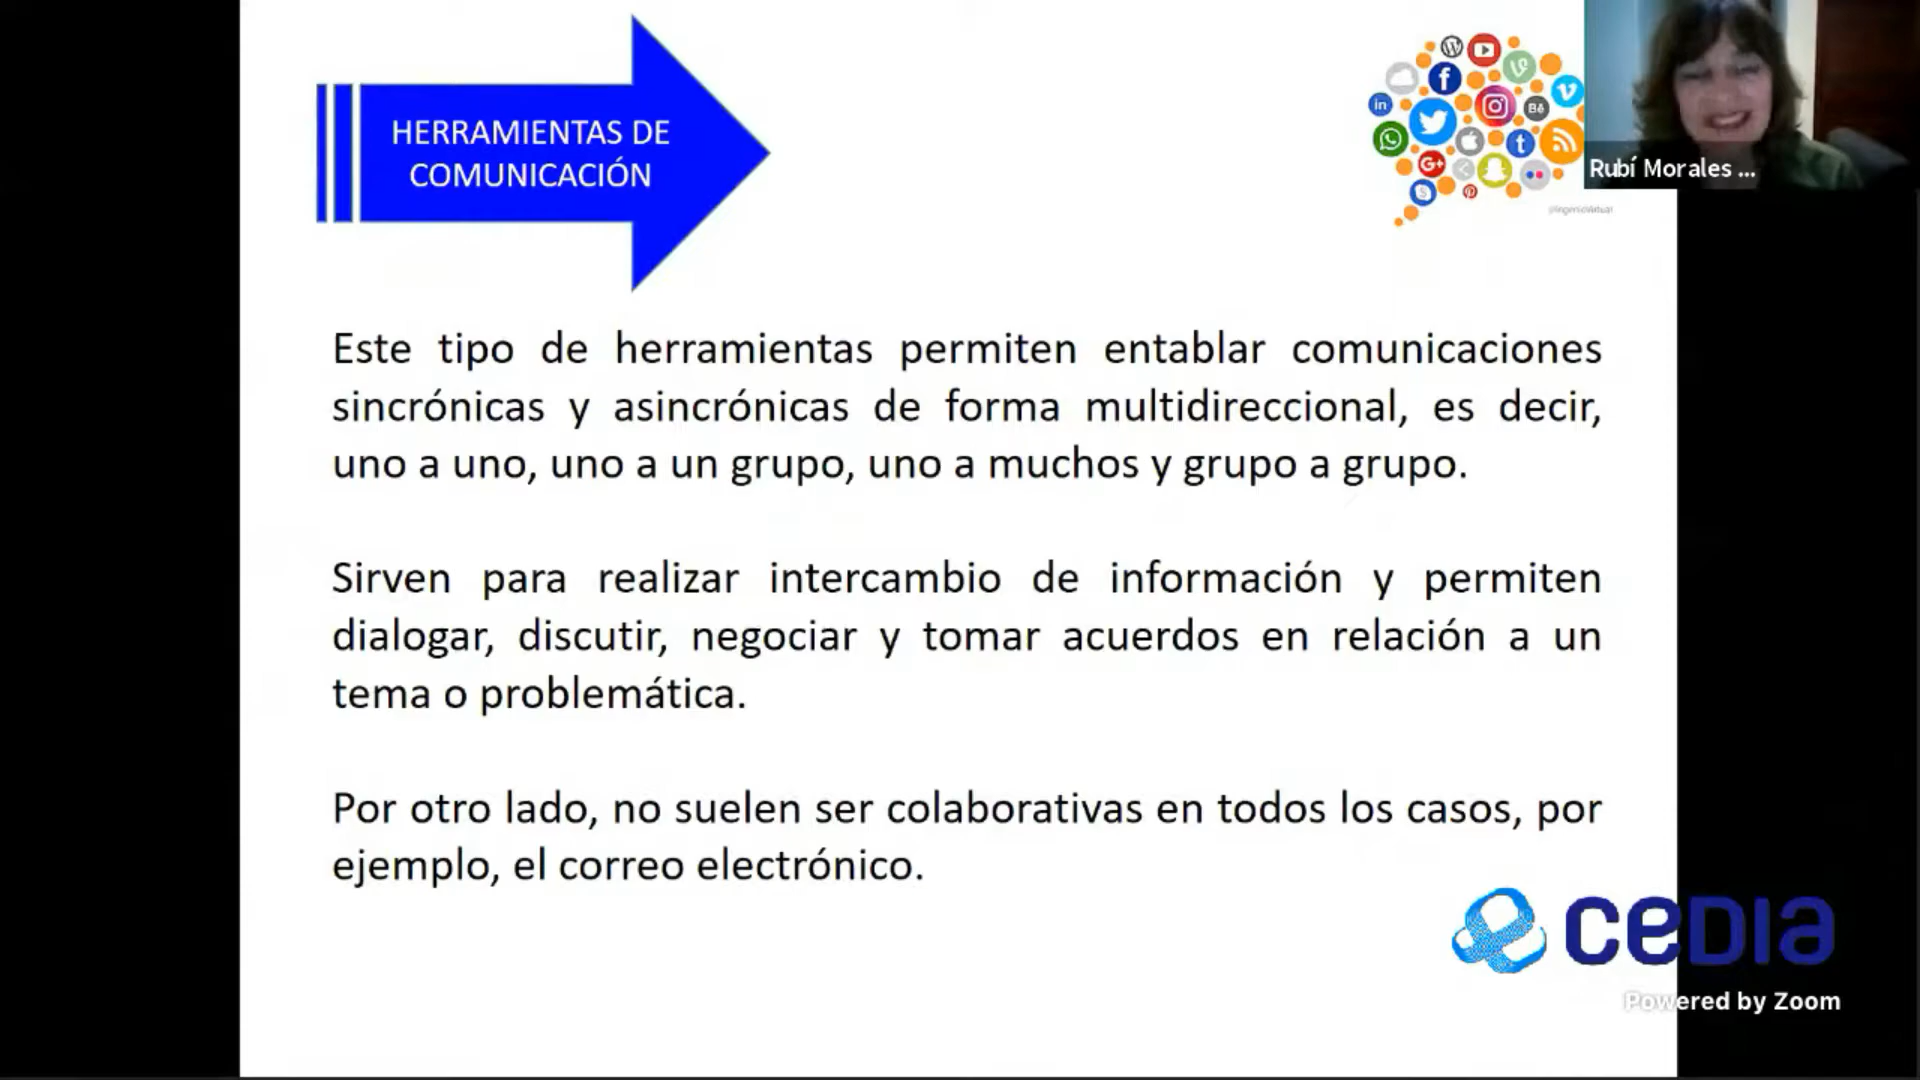 HERRAMIENTAS DE
COMUNICACIÓN
@IngenioVirtual
Rubí Morales ...
Este tipo de herramientas permiten entablar comunicaciones
sincrónicas y asincrónicas de forma multidireccional, es decir,
uno a uno, uno a un grupo, uno a muchos y grupo a grupo.
Sirven para realizar intercambio de información y permiten
dialogar, discutir, negociar y tomar acuerdos en relación a un
tema o problemática.
Por otro lado, no suelen ser colaborativas en todos los casos, por
ejemplo, el correo electrónico.
ceDIa
Powered by Zoom